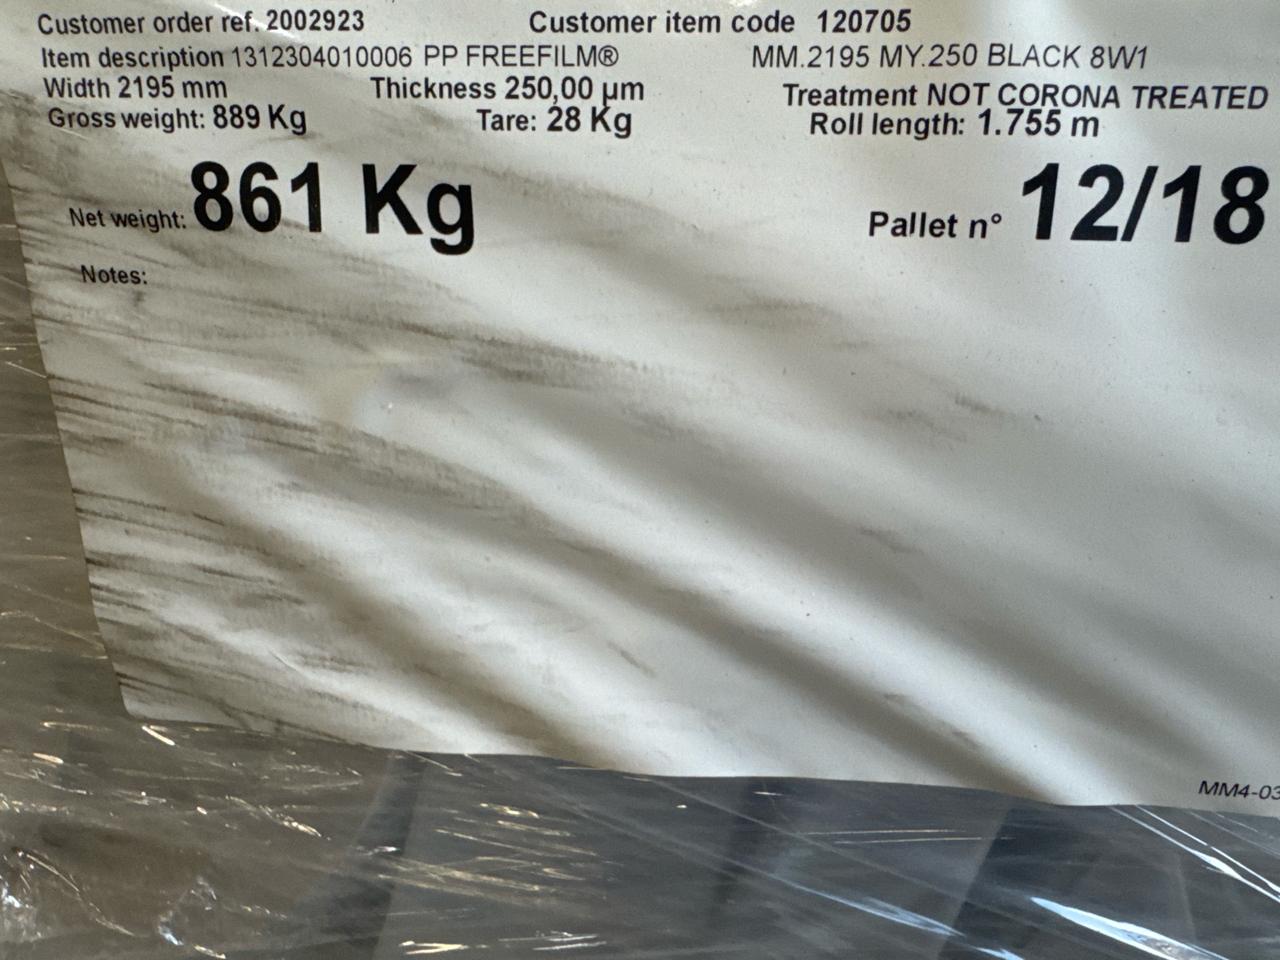 Customer order ref. 2002923 Customer item code 120705
Item description 1312304010006 PP FREEFILM® MM.2195 MY.250 BLACK 8W1
Width 2195 mm Thickness 250,00 µm Treatment NOT CORONA TREATED
Gross weight: 889 Kg Tare: 28 Kg Roll length: 1.755 m
Net weight: 861 Kg Pallet n° 12/18
Notes:
MM4-03